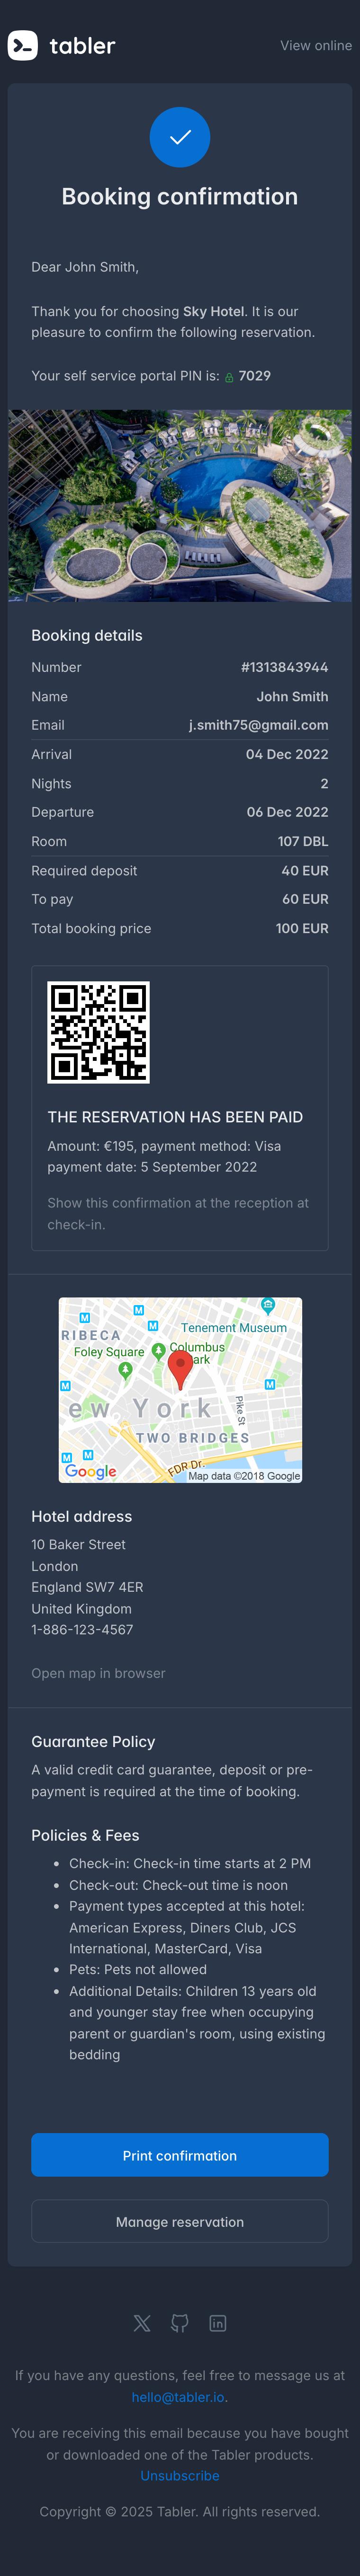 tabler
View online
Booking confirmation
Dear John Smith,
Thank you for choosing Sky Hotel. It is our
pleasure to confirm the following reservation.
Your self service portal PIN is: 7029
Booking details
Number #1313843944
Name John Smith
Email j.smith75@gmail.com
Arrival 04 Dec 2022
Nights 2
Departure 06 Dec 2022
Room 107 DBL
Required deposit 40 EUR
To pay 60 EUR
Total booking price 100 EUR
THE RESERVATION HAS BEEN PAID
Amount: €195, payment method: Visa
payment date: 5 September 2022
Show this confirmation at the reception at
check-in.
M
M
M
Tenement Museum
RIBECA
Foley Square
Columbus
ark
M
M
ew York
Pike St
TWO BRIDGES
M
M
FDR Dr.
Google
Map data ©2018 Google
Hotel address
10 Baker Street
London
England SW7 4ER
United Kingdom
1-886-123-4567
Open map in browser
Guarantee Policy
A valid credit card guarantee, deposit or pre-
payment is required at the time of booking.
Policies & Fees
• Check-in: Check-in time starts at 2 PM
• Check-out: Check-out time is noon
• Payment types accepted at this hotel:
American Express, Diners Club, JCS
International, MasterCard, Visa
• Pets: Pets not allowed
• Additional Details: Children 13 years old
and younger stay free when occupying
parent or guardian's room, using existing
bedding
Print confirmation
Manage reservation
If you have any questions, feel free to message us at
hello@tabler.io.
You are receiving this email because you have bought
or downloaded one of the Tabler products.
Unsubscribe
Copyright © 2025 Tabler. All rights reserved.